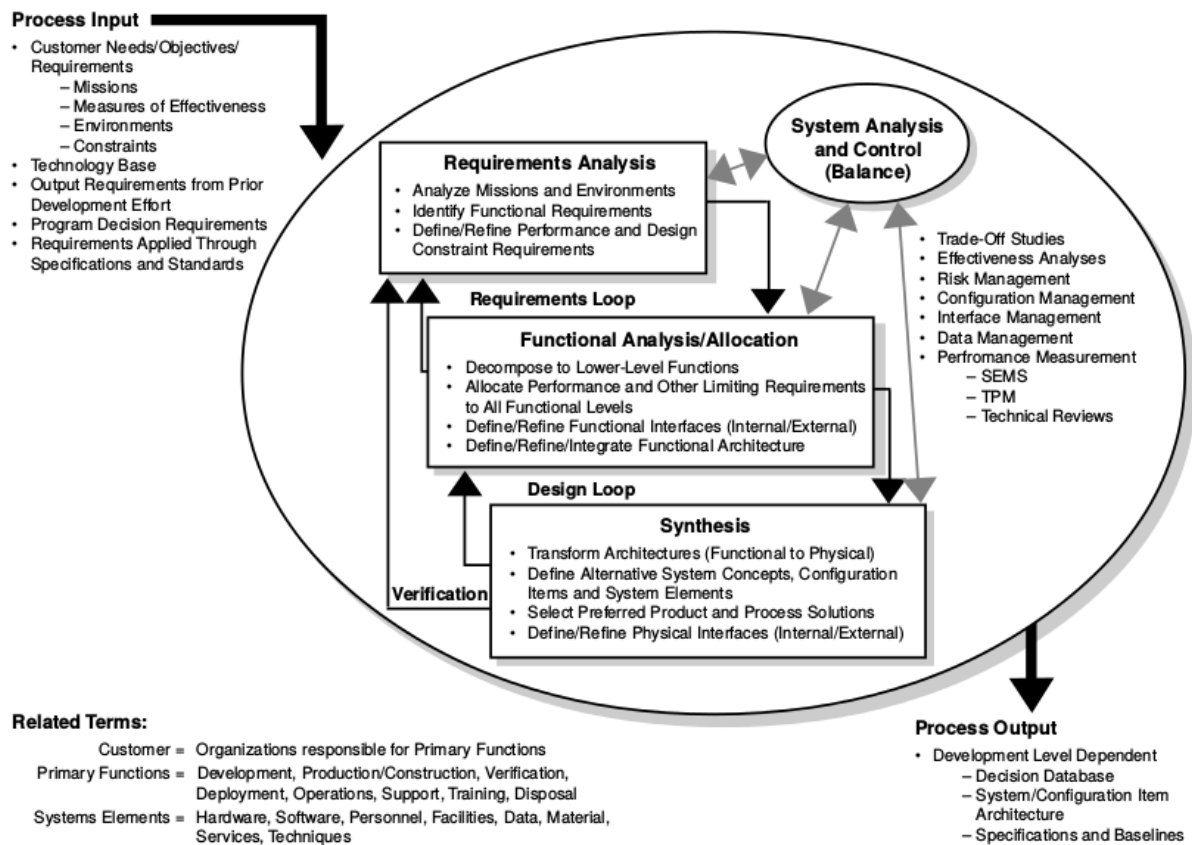 Process Input
• Customer Needs/Objectives/
Requirements
– Missions
– Measures of Effectiveness
– Environments
– Constraints
• Technology Base
• Output Requirements from Prior
Development Effort
• Program Decision Requirements
• Requirements Applied Through
Specifications and Standards
System Analysis
and Control
(Balance)
Requirements Analysis
• Analyze Missions and Environments
• Identify Functional Requirements
• Define/Refine Performance and Design
Constraint Requirements
• Trade-Off Studies
• Effectiveness Analyses
• Risk Management
• Configuration Management
• Interface Management
• Data Management
• Perfromance Measurement
– SEMS
– TPM
– Technical Reviews
Requirements Loop
Functional Analysis/Allocation
• Decompose to Lower-Level Functions
• Allocate Performance and Other Limiting Requirements
to All Functional Levels
• Define/Refine Functional Interfaces (Internal/External)
• Define/Refine/Integrate Functional Architecture
Design Loop
Synthesis
• Transform Architectures (Functional to Physical)
• Define Alternative System Concepts, Configuration
Items and System Elements
• Select Preferred Product and Process Solutions
• Define/Refine Physical Interfaces (Internal/External)
Verification
Related Terms:
Customer = Organizations responsible for Primary Functions
Primary Functions = Development, Production/Construction, Verification,
Deployment, Operations, Support, Training, Disposal
Systems Elements = Hardware, Software, Personnel, Facilities, Data, Material,
Services, Techniques
Process Output
• Development Level Dependent
– Decision Database
– System/Configuration Item
Architecture
– Specifications and Baselines